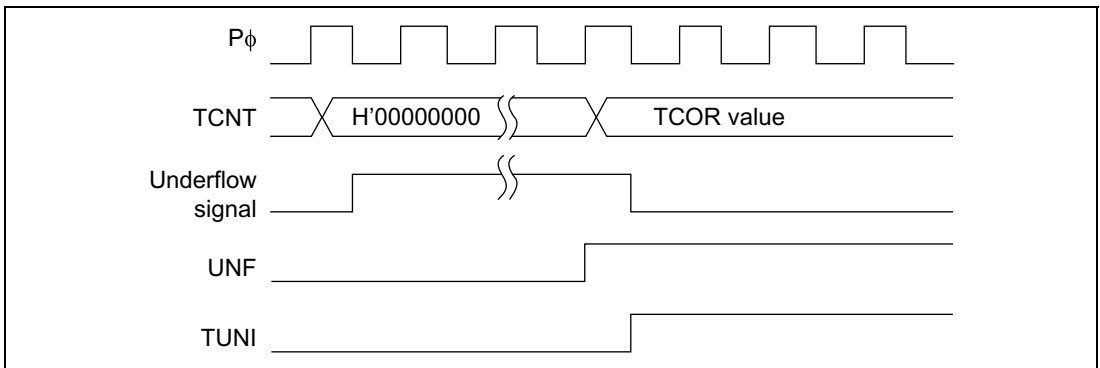 Pϕ
TCNT H’00000000 TCOR value
Underflow
signal
UNF
TUNI